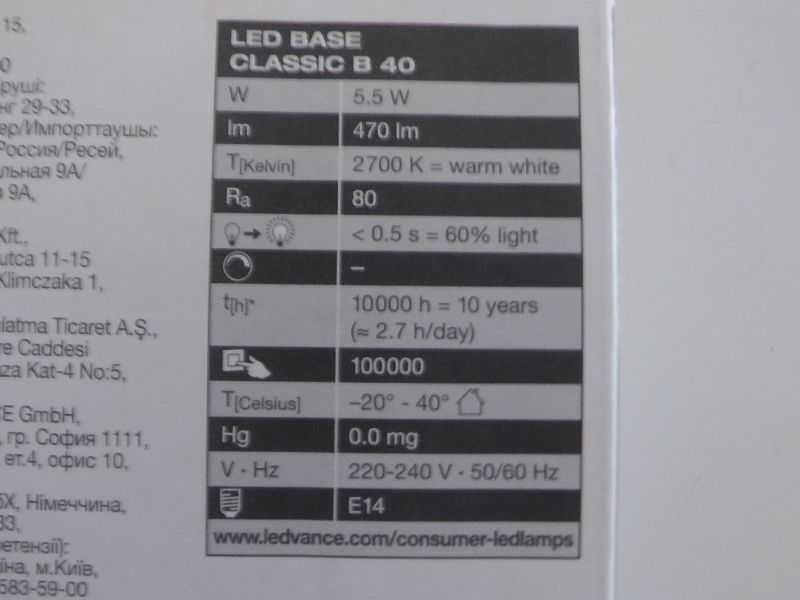 15,
0
29-33,
ер/Импорттаушы:
Россия/Ресей,
льная 9А/
9А,
Kft.,
utca 11-15
Klimczaka 1,
latma Ticaret A.Ş.,
re Caddesi
za Kat-4 No:5,
E GmbH,
, гр. София 1111,
ет.4, офис 10,
5X, Німеччина,
33,
етензії):
їна, м.Київ,
583-59-00
LED BASE
CLASSIC B 40
W 5.5 W
lm 470 lm
T[Kelvin] 2700 K = warm white
Ra 80
< 0.5 s = 60% light
–
t[h]* 10000 h = 10 years
(≈ 2.7 h/day)
100000
T[Celsius] –20° - 40°
Hg 0.0 mg
V - Hz 220-240 V - 50/60 Hz
E14
www.ledvance.com/consumer-ledlamps